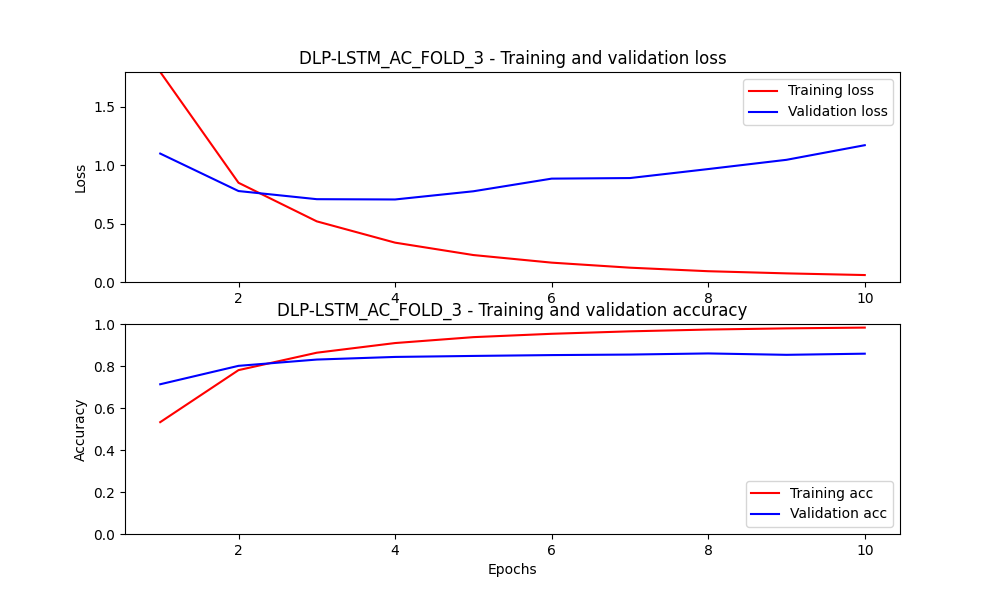 DLP-LSTM_AC_FOLD_3 - Training and validation loss
Loss
1.5
1.0
0.5
0.0
Training loss
Validation loss
2 4 6 8 10
DLP-LSTM_AC_FOLD_3 - Training and validation accuracy
Accuracy
1.0
0.8
0.6
0.4
0.2
0.0
Training acc
Validation acc
2 4 6 8 10
Epochs